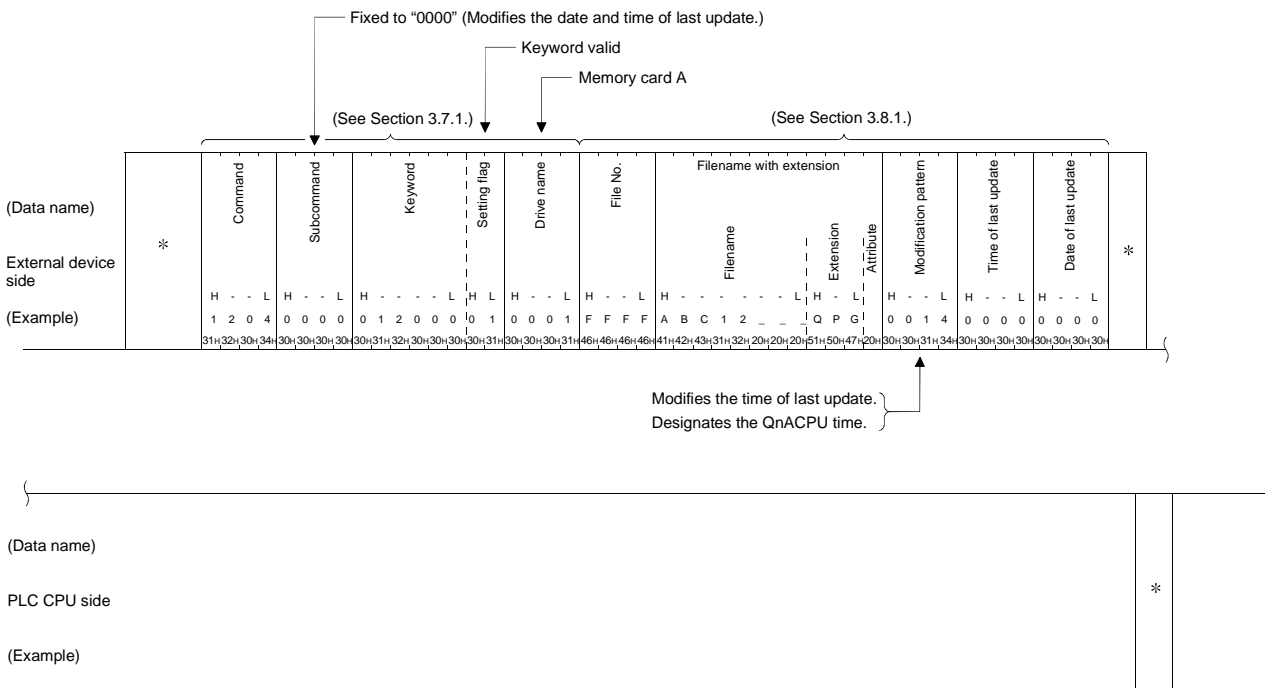 Fixed to “0000” (Modifies the date and time of last update.)
Keyword valid
Memory card A
(See Section 3.7.1.)
(See Section 3.8.1.)
(Data name)
External device
side
(Example)
*
Command
Subcommand
Keyword
Setting flag
Drive name
File No.
Filename with extension
Filename
Extension
Attribute
Modification pattern
Time of last update
Date of last update
*
H - - L H - - L H - - - - L H L H - - L H - - L H - - - - - - L H - L H - - L H - - L H - - L
1 2 0 4 0 0 0 0 0 1 2 0 0 0 0 1 0 0 0 1 F F F F A B C 1 2 _ _ _ Q P G 0 0 1 4 0 0 0 0 0 0 0 0
31H 32H 30H 34H 30H 30H 30H 30H 30H 31H 32H 30H 30H 30H 30H 31H 30H 30H 30H 31H 46H 46H 46H 46H 41H 42H 43H 31H 32H 20H 20H 20H 51H 50H 47H 20H 30H 30H 31H 34H 30H 30H 30H 30H 30H 30H 30H 30H
Modifies the time of last update.
Designates the QnACPU time.
(Data name)
PLC CPU side
(Example)
*